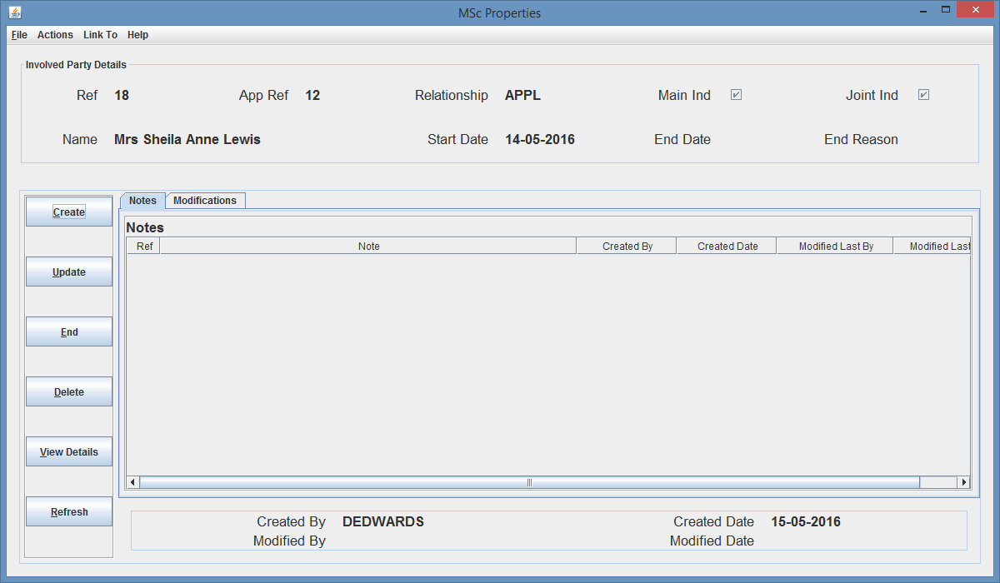 MSc Properties
File Actions Link To Help
Involved Party Details
Ref 18 App Ref 12 Relationship APPL Main Ind Joint Ind
Name Mrs Sheila Anne Lewis Start Date 14-05-2016 End Date End Reason
Create
Update
End
Delete
View Details
Refresh
Notes Modifications
Notes
Ref Note Created By Created Date Modified Last By Modified Last
Created By DEDWARDS Created Date 15-05-2016
Modified By Modified Date